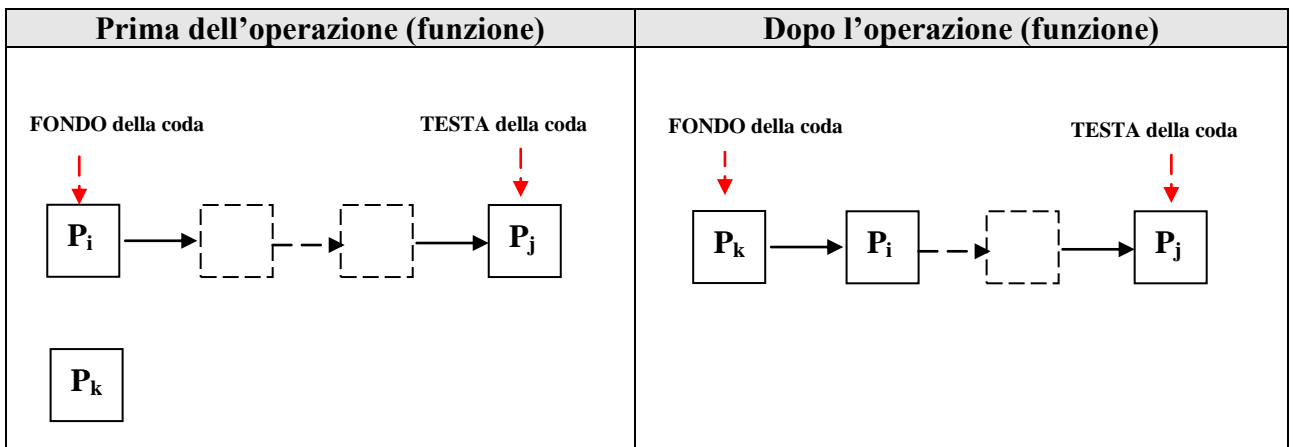 Prima dell’operazione (funzione)
Dopo l’operazione (funzione)
FONDO della coda
TESTA della coda
Pi
Pj
Pk
FONDO della coda
TESTA della coda
Pk
Pi
Pj